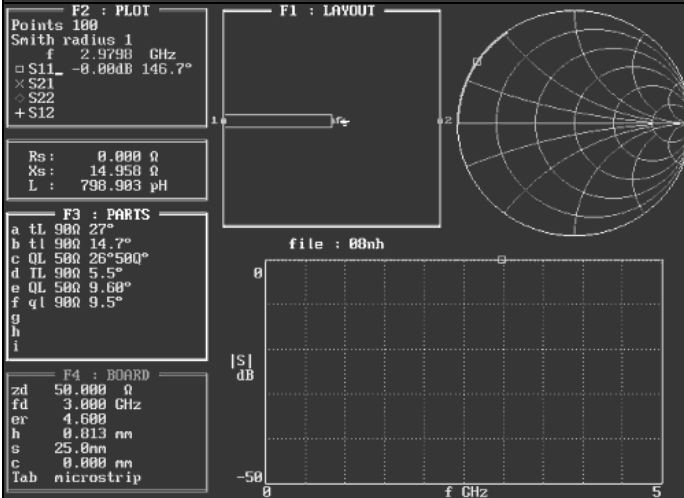 F2 : PLOT
Points 100
Smith radius 1
f 2.9798 GHz
□ S11_ -0.00dB 146.7°
× S21
◇ S22
+ S12
Rs: 0.000 Ω
Xs: 14.958 Ω
L : 798.903 pH
F3 : PARTS
a tL 90Ω 27°
b tl 90Ω 14.7°
c QL 50Ω 26°50Q°
d TL 90Ω 5.5°
e QL 50Ω 9.60°
f ql 90Ω 9.5°
g
h
i
F4 : BOARD
zd 50.000 Ω
fd 3.000 GHz
er 4.600
h 0.813 mm
s 25.0mm
c 0.000 mm
Tab microstrip
F1 : LAYOUT
1
2
file : 08nh
0
|S|
dB
-50
0 f GHz 5